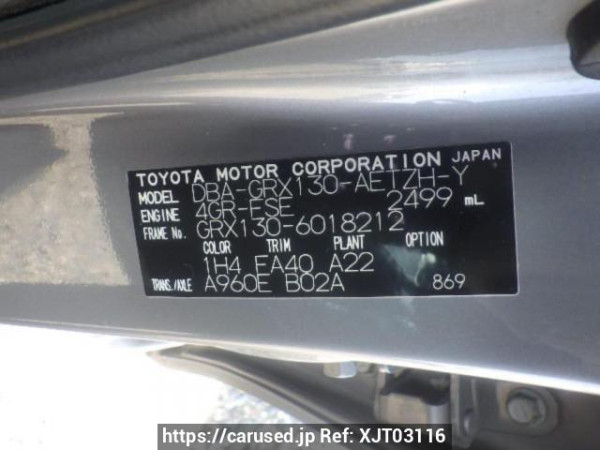 TOYOTA MOTOR CORPORATION JAPAN
MODEL DBA-GRX130-AETZH-Y
ENGINE 4GR-FSE 2499 mL
FRAME No. GRX130-6018212
COLOR TRIM PLANT OPTION
1H4 FA40 A22
TRANS./AXLE A960E B02A 869
https://carused.jp Ref: XJT03116